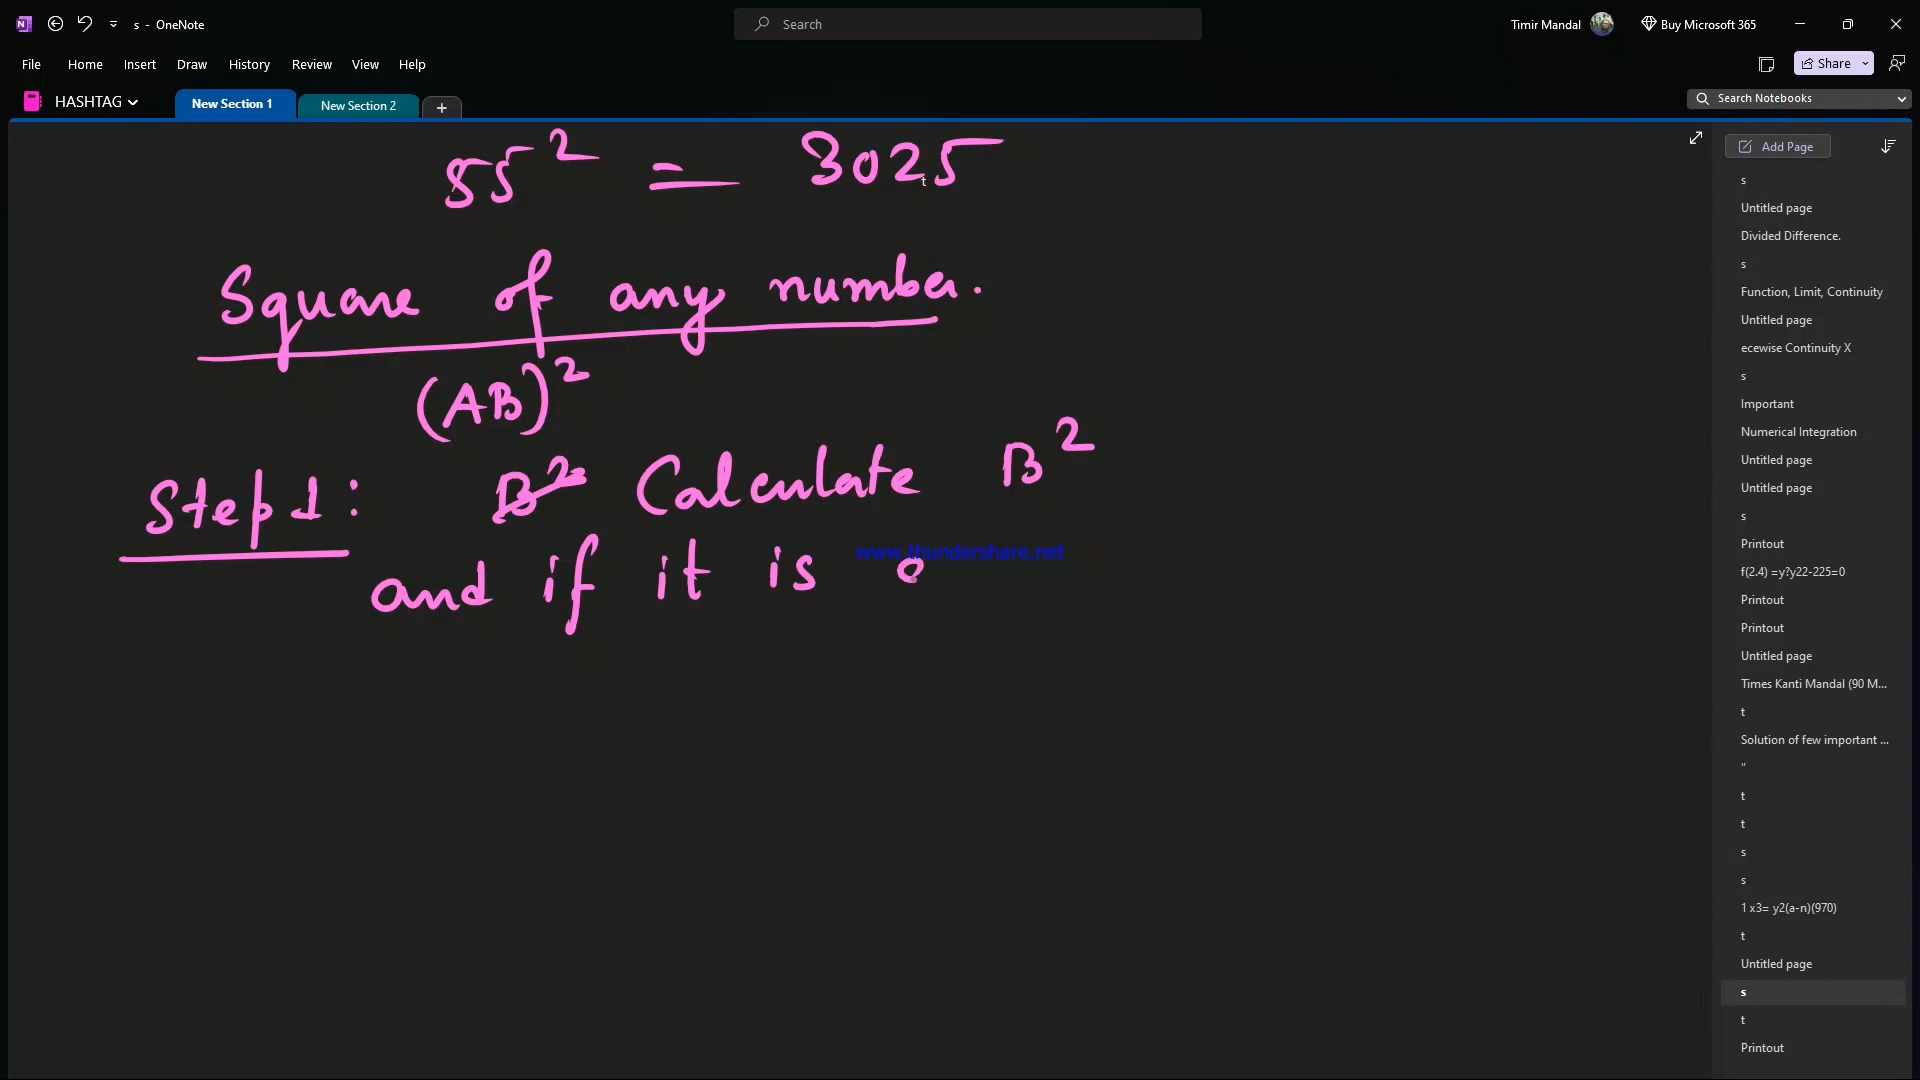 s - OneNote
Search
Timir Mandal
Buy Microsoft 365
File Home Insert Draw History Review View Help
Share
HASHTAG
New Section 1
New Section 2
+
Search Notebooks
55² = 3025
t
Square of any number.
(AB)²
Step 1: B² Calculate B²
and if it is
www.thundershare.net
Add Page
s
Untitled page
Divided Difference.
s
Function, Limit, Continuity
Untitled page
ecewise Continuity X
s
Important
Numerical Integration
Untitled page
Untitled page
s
Printout
f(2.4) =y?y22-225=0
Printout
Printout
Untitled page
Times Kanti Mandal (90 M...
t
Solution of few important ...
"
t
t
s
s
1 x3= y2(a-n)(970)
t
Untitled page
s
t
Printout